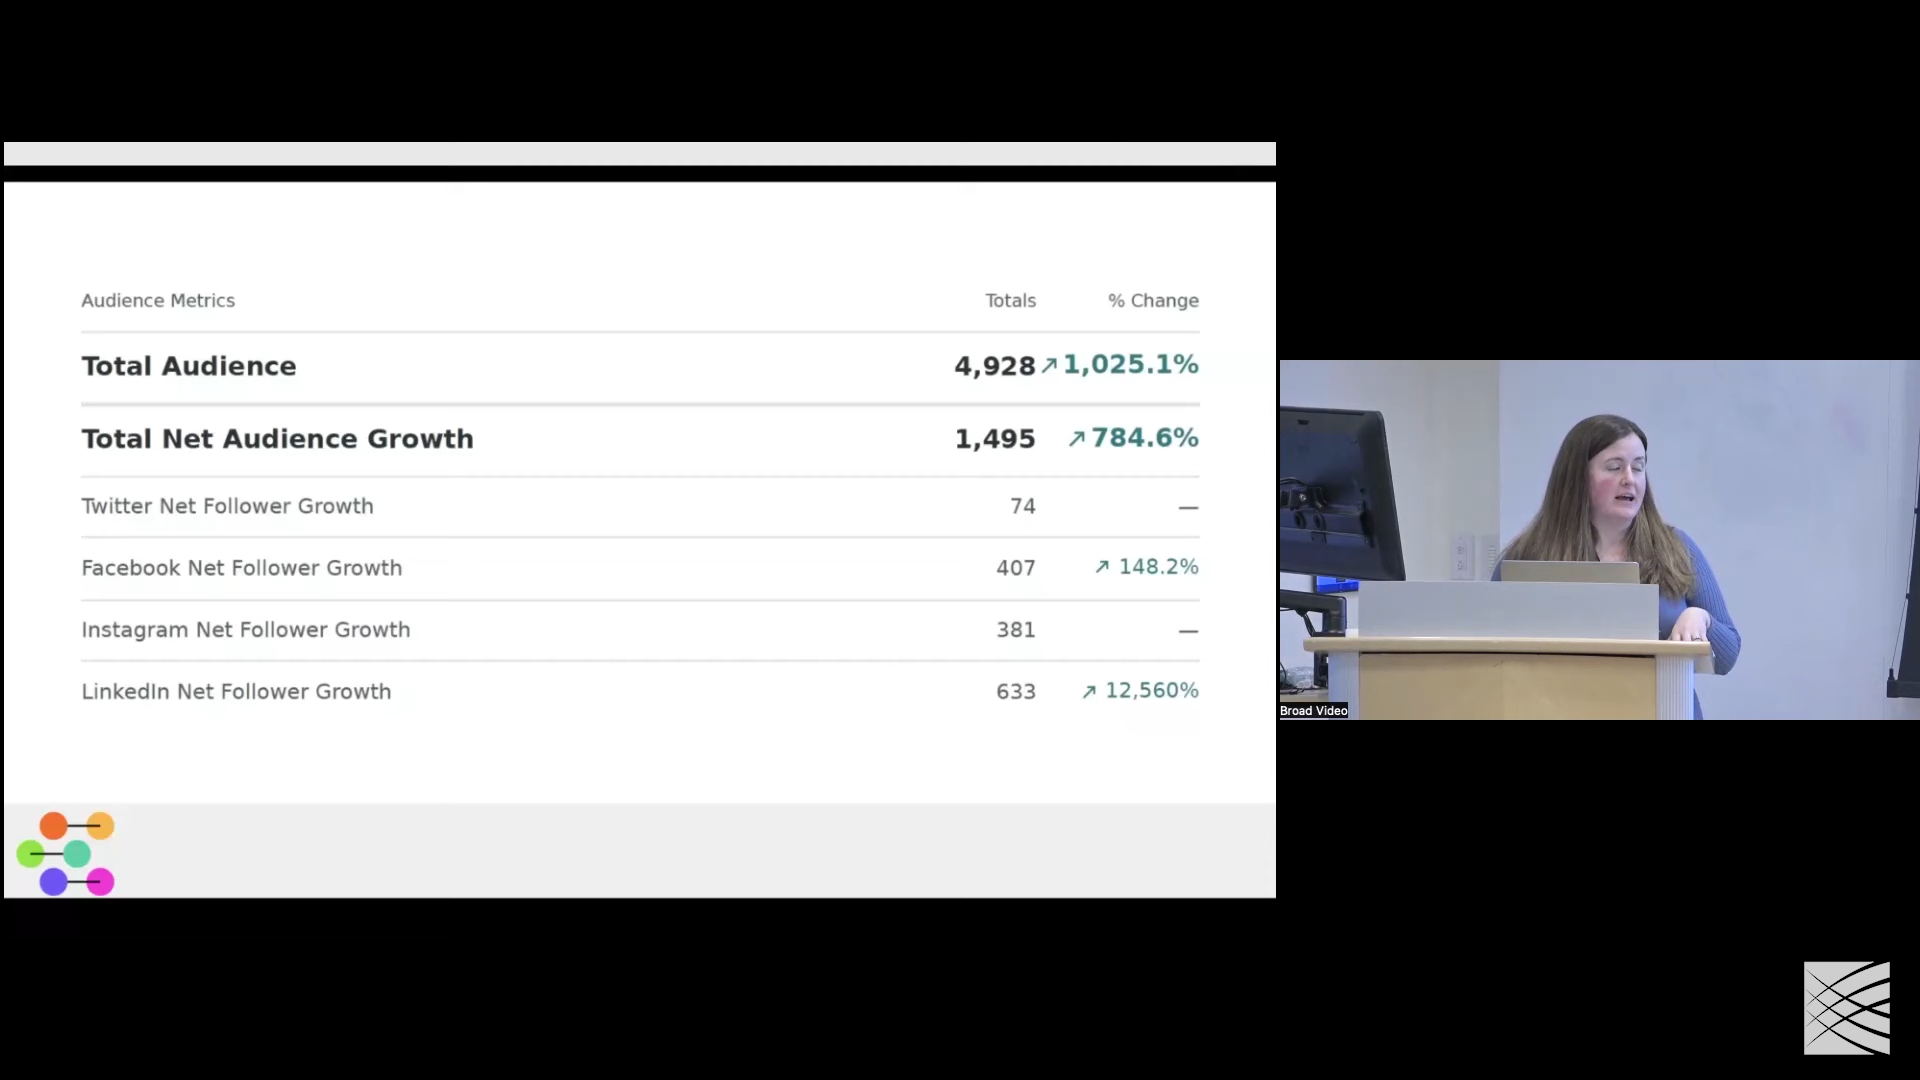 Audience Metrics Totals % Change
Total Audience 4,928 ↗ 1,025.1%
Total Net Audience Growth 1,495 ↗ 784.6%
Twitter Net Follower Growth 74 —
Facebook Net Follower Growth 407 ↗ 148.2%
Instagram Net Follower Growth 381 —
LinkedIn Net Follower Growth 633 ↗ 12,560%
Broad Video